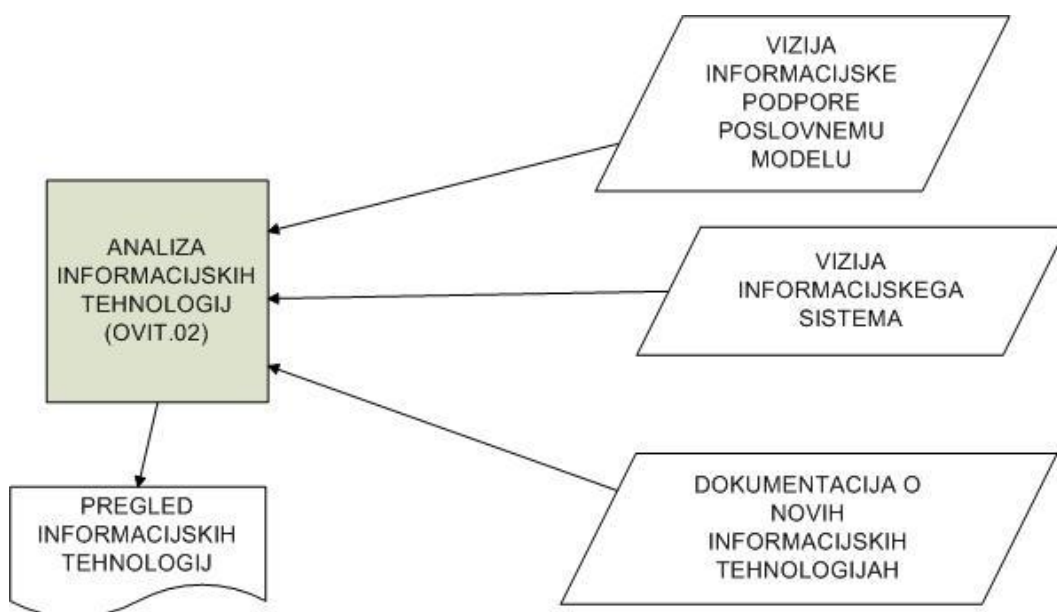 VIZIJA
INFORMACIJSKE
PODPORE
POSLOVNEMU
MODELU
ANALIZA
INFORMACIJSKIH
TEHNOLOGIJ
(OVIT.02)
VIZIJA
INFORMACIJSKEGA
SISTEMA
PREGLED
INFORMACIJSKIH
TEHNOLOGIJ
DOKUMENTACIJA O
NOVIH
INFORMACIJSKIH
TEHNOLOGIJAH